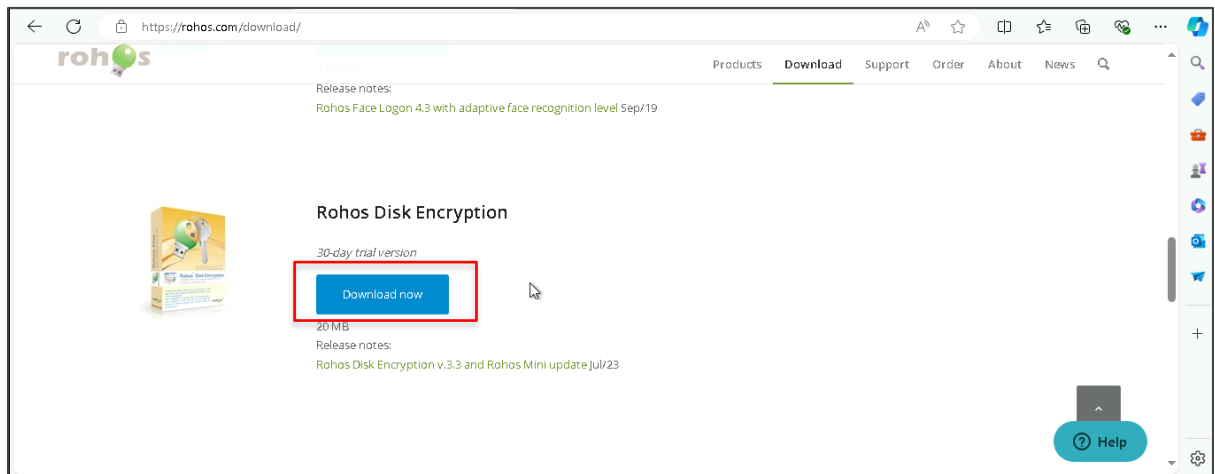 https://rohos.com/download/
rohos
Products Download Support Order About News
Release notes:
Rohos Face Logon 4.3 with adaptive face recognition level Sep/19
Rohos Disk Encryption
30-day trial version
Download now
20 MB
Release notes:
Rohos Disk Encryption v.3.3 and Rohos Mini update Jul/23
Help